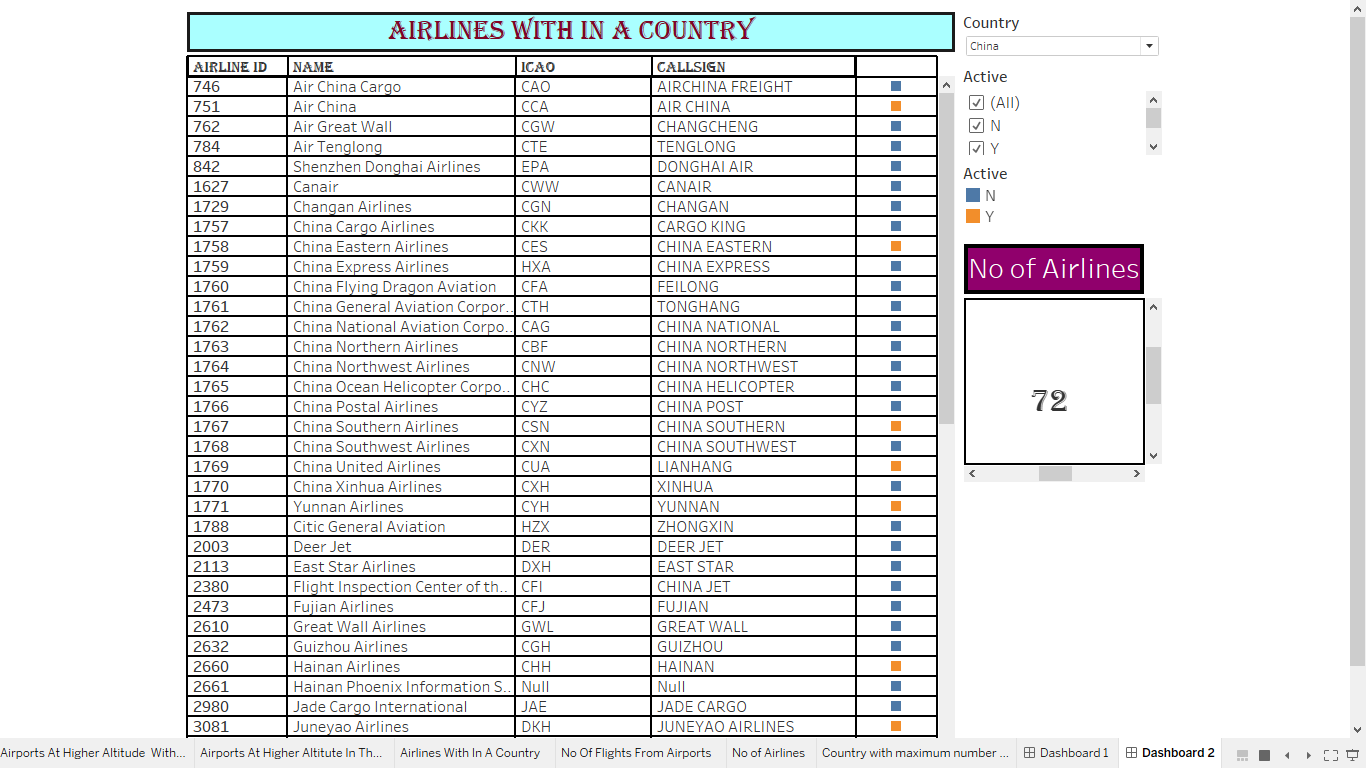 AIRLINES WITH IN A COUNTRY
AIRLINE ID NAME ICAO CALLSIGN
746 Air China Cargo CAO AIRCHINA FREIGHT
751 Air China CCA AIR CHINA
762 Air Great Wall CGW CHANGCHENG
784 Air Tenglong CTE TENGLONG
842 Shenzhen Donghai Airlines EPA DONGHAI AIR
1627 Canair CWW CANAIR
1729 Changan Airlines CGN CHANGAN
1757 China Cargo Airlines CKK CARGO KING
1758 China Eastern Airlines CES CHINA EASTERN
1759 China Express Airlines HXA CHINA EXPRESS
1760 China Flying Dragon Aviation CFA FEILONG
1761 China General Aviation Corpor.. CTH TONGHANG
1762 China National Aviation Corpo.. CAG CHINA NATIONAL
1763 China Northern Airlines CBF CHINA NORTHERN
1764 China Northwest Airlines CNW CHINA NORTHWEST
1765 China Ocean Helicopter Corpo.. CHC CHINA HELICOPTER
1766 China Postal Airlines CYZ CHINA POST
1767 China Southern Airlines CSN CHINA SOUTHERN
1768 China Southwest Airlines CXN CHINA SOUTHWEST
1769 China United Airlines CUA LIANHANG
1770 China Xinhua Airlines CXH XINHUA
1771 Yunnan Airlines CYH YUNNAN
1788 Citic General Aviation HZX ZHONGXIN
2003 Deer Jet DER DEER JET
2113 East Star Airlines DXH EAST STAR
2380 Flight Inspection Center of th.. CFI CHINA JET
2473 Fujian Airlines CFJ FUJIAN
2610 Great Wall Airlines GWL GREAT WALL
2632 Guizhou Airlines CGH GUIZHOU
2660 Hainan Airlines CHH HAINAN
2661 Hainan Phoenix Information S.. Null Null
2980 Jade Cargo International JAE JADE CARGO
3081 Juneyao Airlines DKH JUNEYAO AIRLINES
Country
China
Active
(All)
N
Y
Active
N
Y
No of Airlines
72
Airports At Higher Altitude With... Airports At Higher Altitute In Th... Airlines With In A Country No Of Flights From Airports No of Airlines Country with maximum number ... Dashboard 1 Dashboard 2